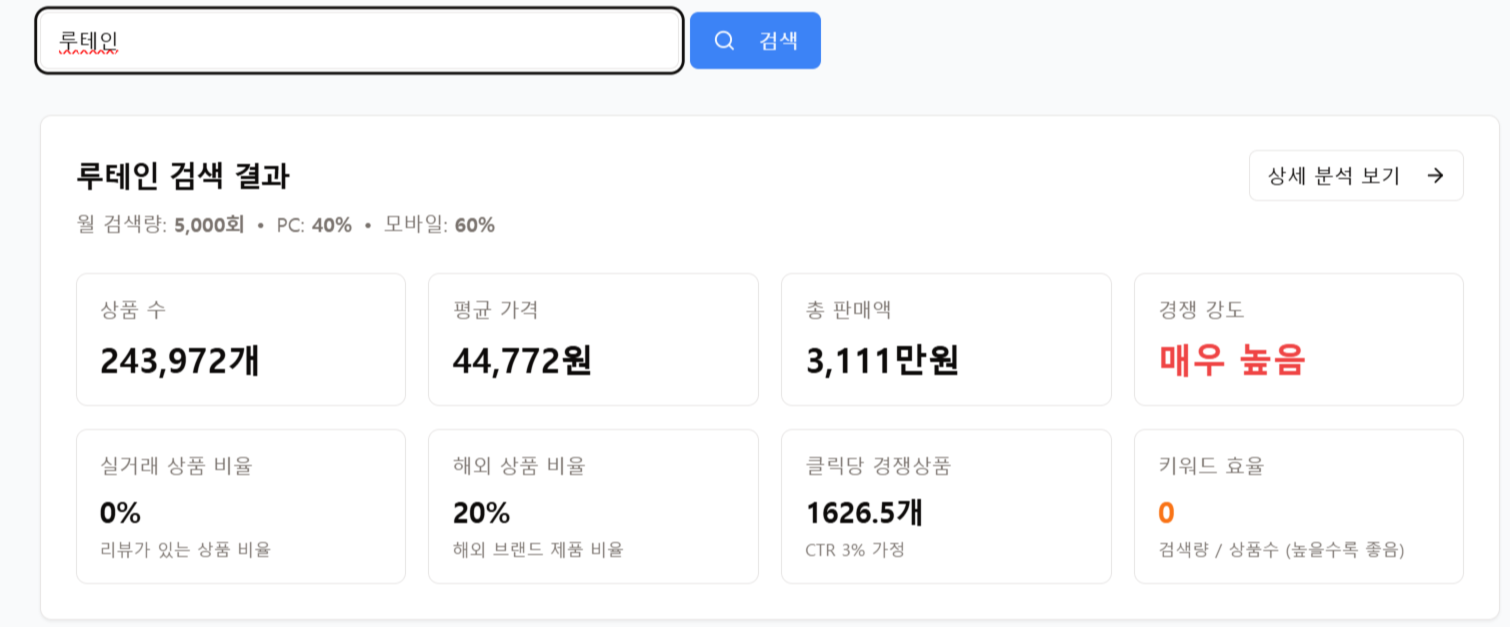 루테인
검색
루테인 검색 결과
상세 분석 보기 →
월 검색량: 5,000회 • PC: 40% • 모바일: 60%
상품 수
243,972개
평균 가격
44,772원
총 판매액
3,111만원
경쟁 강도
매우 높음
실거래 상품 비율
0%
리뷰가 있는 상품 비율
해외 상품 비율
20%
해외 브랜드 제품 비율
클릭당 경쟁상품
1626.5개
CTR 3% 가정
키워드 효율
0
검색량 / 상품수 (높을수록 좋음)